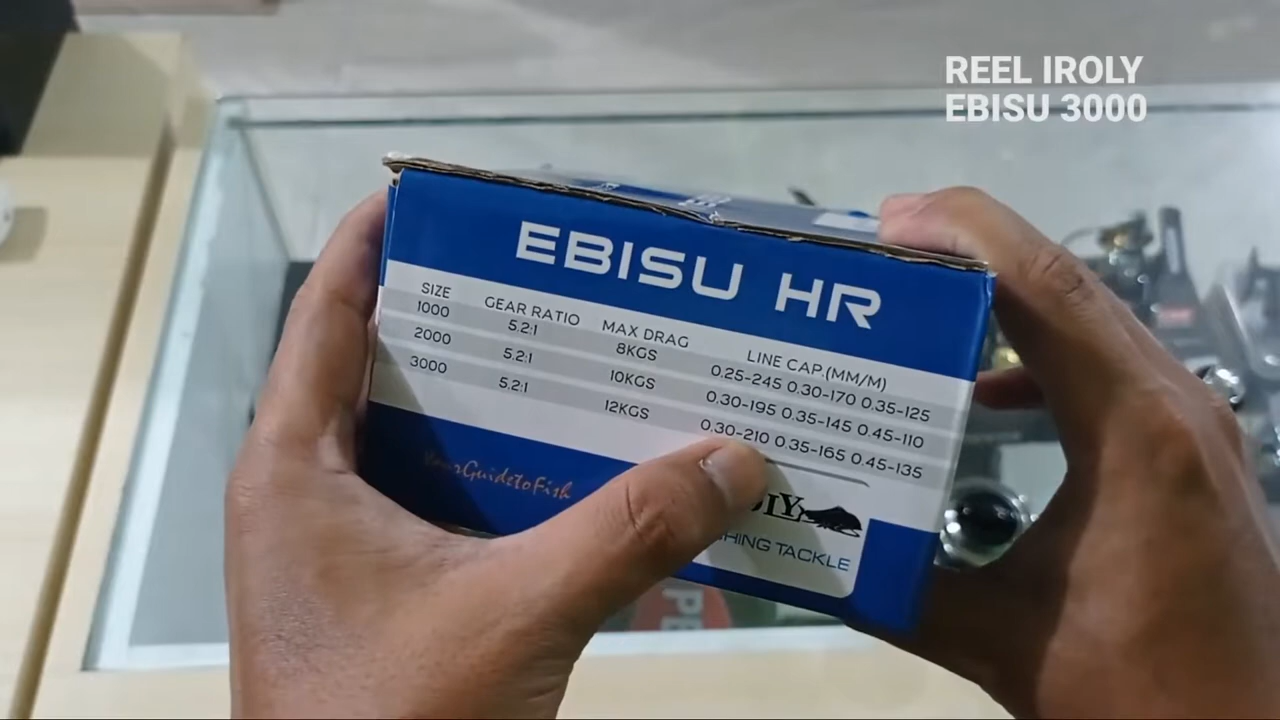 REEL IROLY
EBISU 3000
EBISU HR
SIZE GEAR RATIO MAX DRAG LINE CAP.(MM/M)
1000 5.2:1 8KGS 0.25-245 0.30-170 0.35-125
2000 5.2:1 10KGS 0.30-195 0.35-145 0.45-110
3000 5.2:1 12KGS 0.30-210 0.35-165 0.45-135
YourGuidetoFish
TACKLE